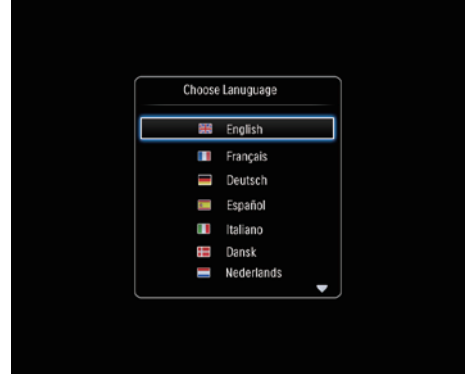 Choose Lanuguage
English
Français
Deutsch
Español
Italiano
Dansk
Nederlands